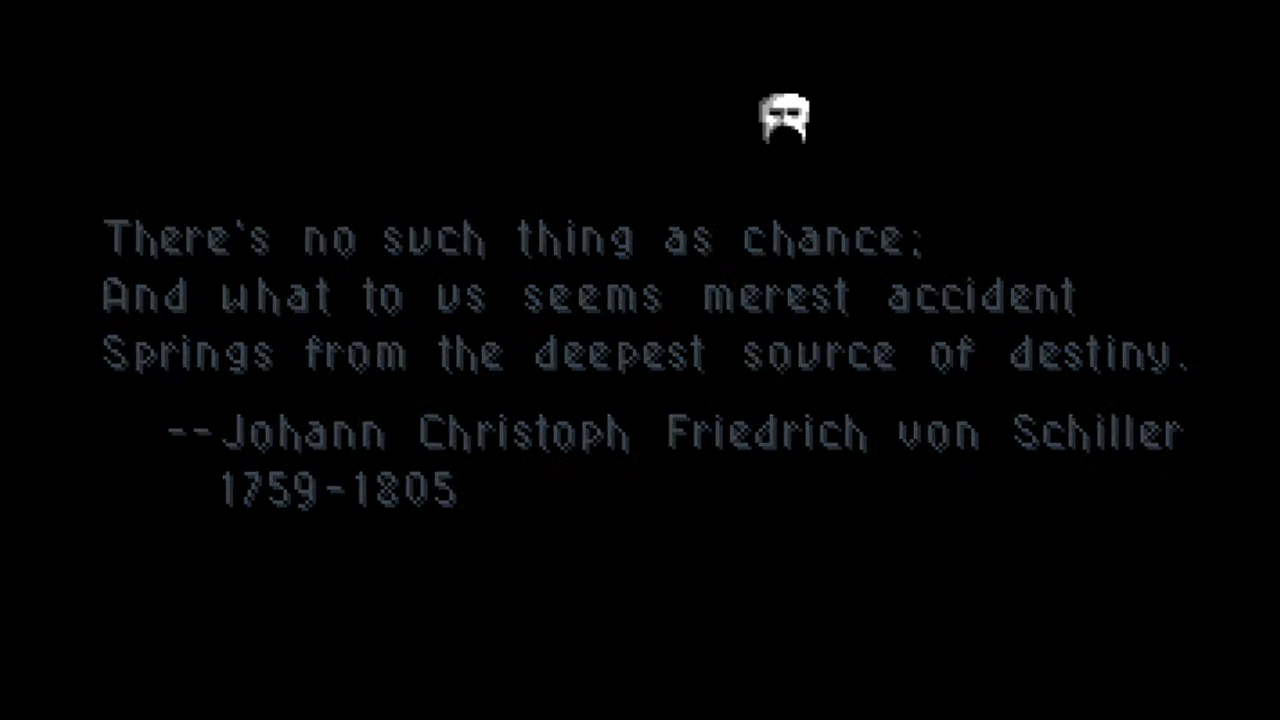 There's no such thing as chance;
And what to us seems merest accident
Springs from the deepest source of destiny.
--Johann Christoph Friedrich von Schiller
1759-1805